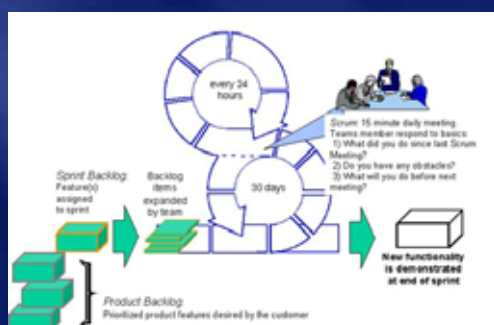 every 24
hours
Scrum: 15 minute daily meeting.
Teams member respond to basics:
1) What did you do since last Scrum
Meeting?
2) Do you have any obstacles?
3) What will you do before next
meeting?
Sprint Backlog:
Feature(s)
assigned
to sprint
Backlog
items
expanded
by team
30 days
New functionality
is demonstrated
at end of sprint
Product Backlog:
Prioritized product features desired by the customer